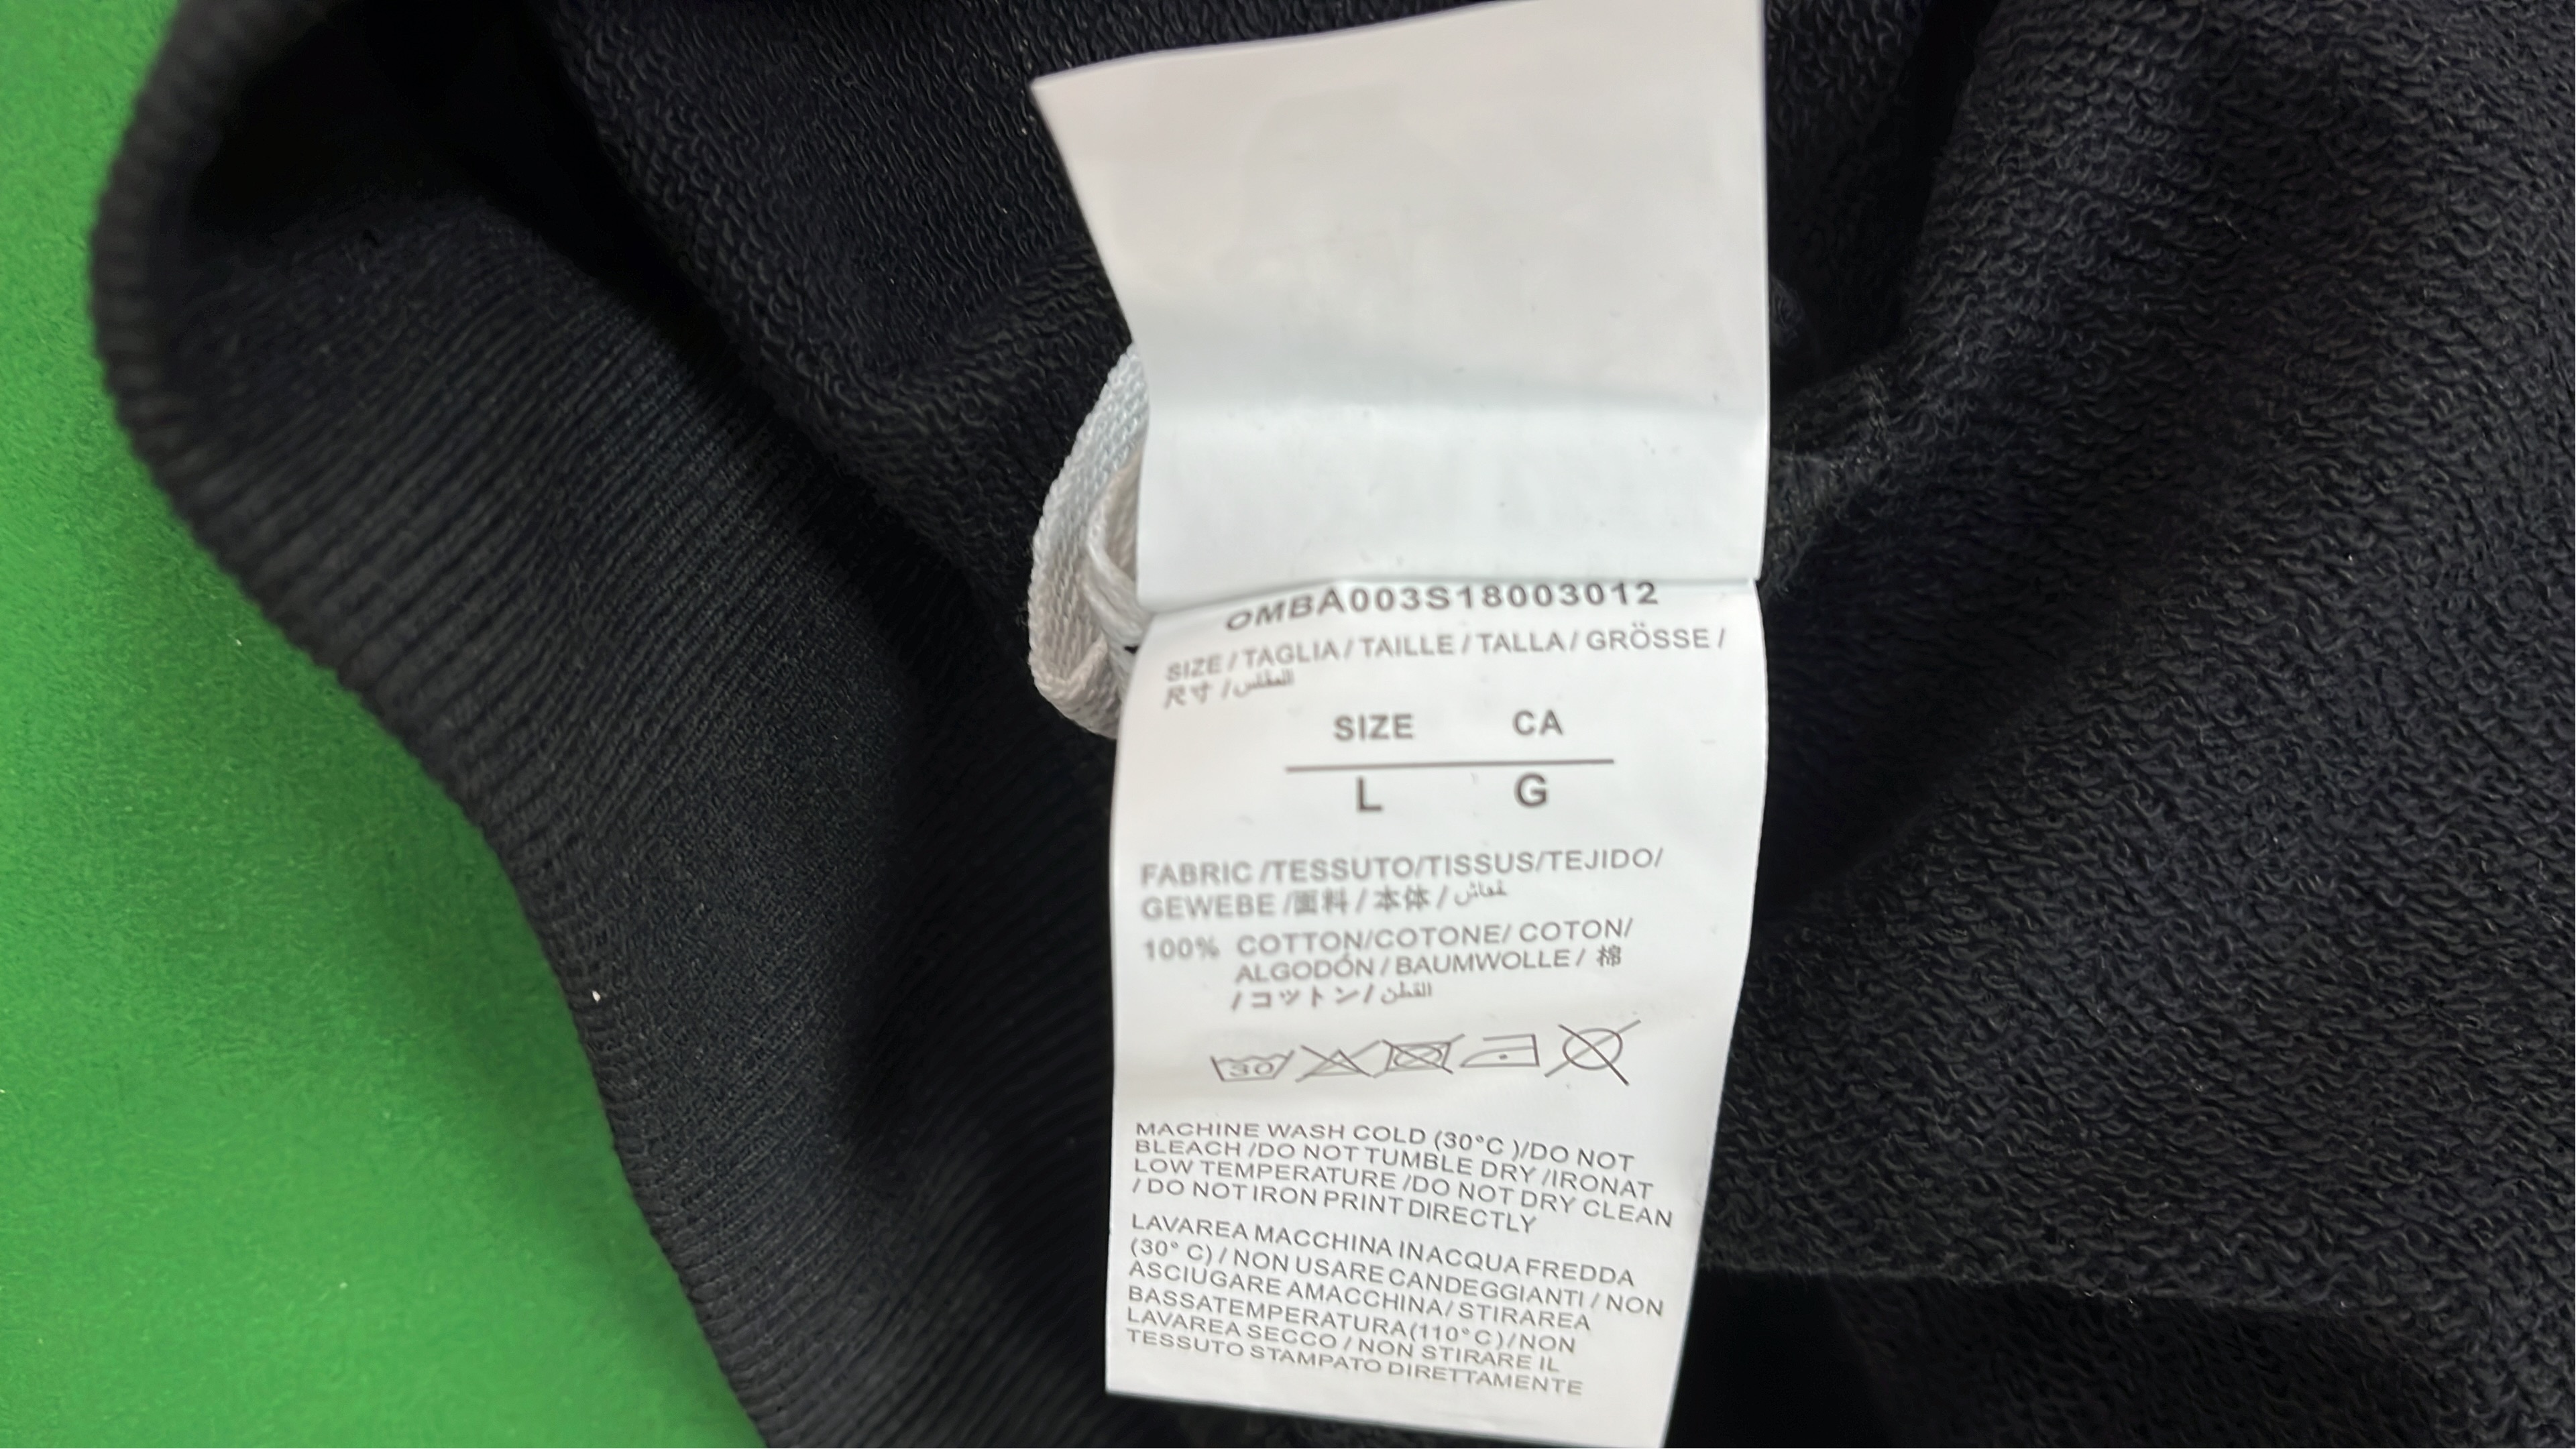 OMBA003S18003012
SIZE / TAGLIA / TAILLE / TALLA / GRÖSSE /
尺寸 / المقلس
SIZE CA
L G
FABRIC /TESSUTO/TISSUS/TEJIDO/
GEWEBE /面料 / 本体 / قماش
100% COTTON/COTONE/ COTON/
ALGODÓN / BAUMWOLLE / 棉
/ コットン / القطن
30
MACHINE WASH COLD (30°C )/DO NOT
BLEACH /DO NOT TUMBLE DRY /IRONAT
LOW TEMPERATURE /DO NOT DRY CLEAN
/ DO NOT IRON PRINT DIRECTLY
LAVAREA MACCHINA INACQUA FREDDA
(30° C) / NON USARE CANDEGGIANTI / NON
ASCIUGARE AMACCHINA/ STIRAREA
BASSATEMPERATURA(110° C )/NON
LAVAREA SECCO / NON STIRARE IL
TESSUTO STAMPATO DIRETTAMENTE